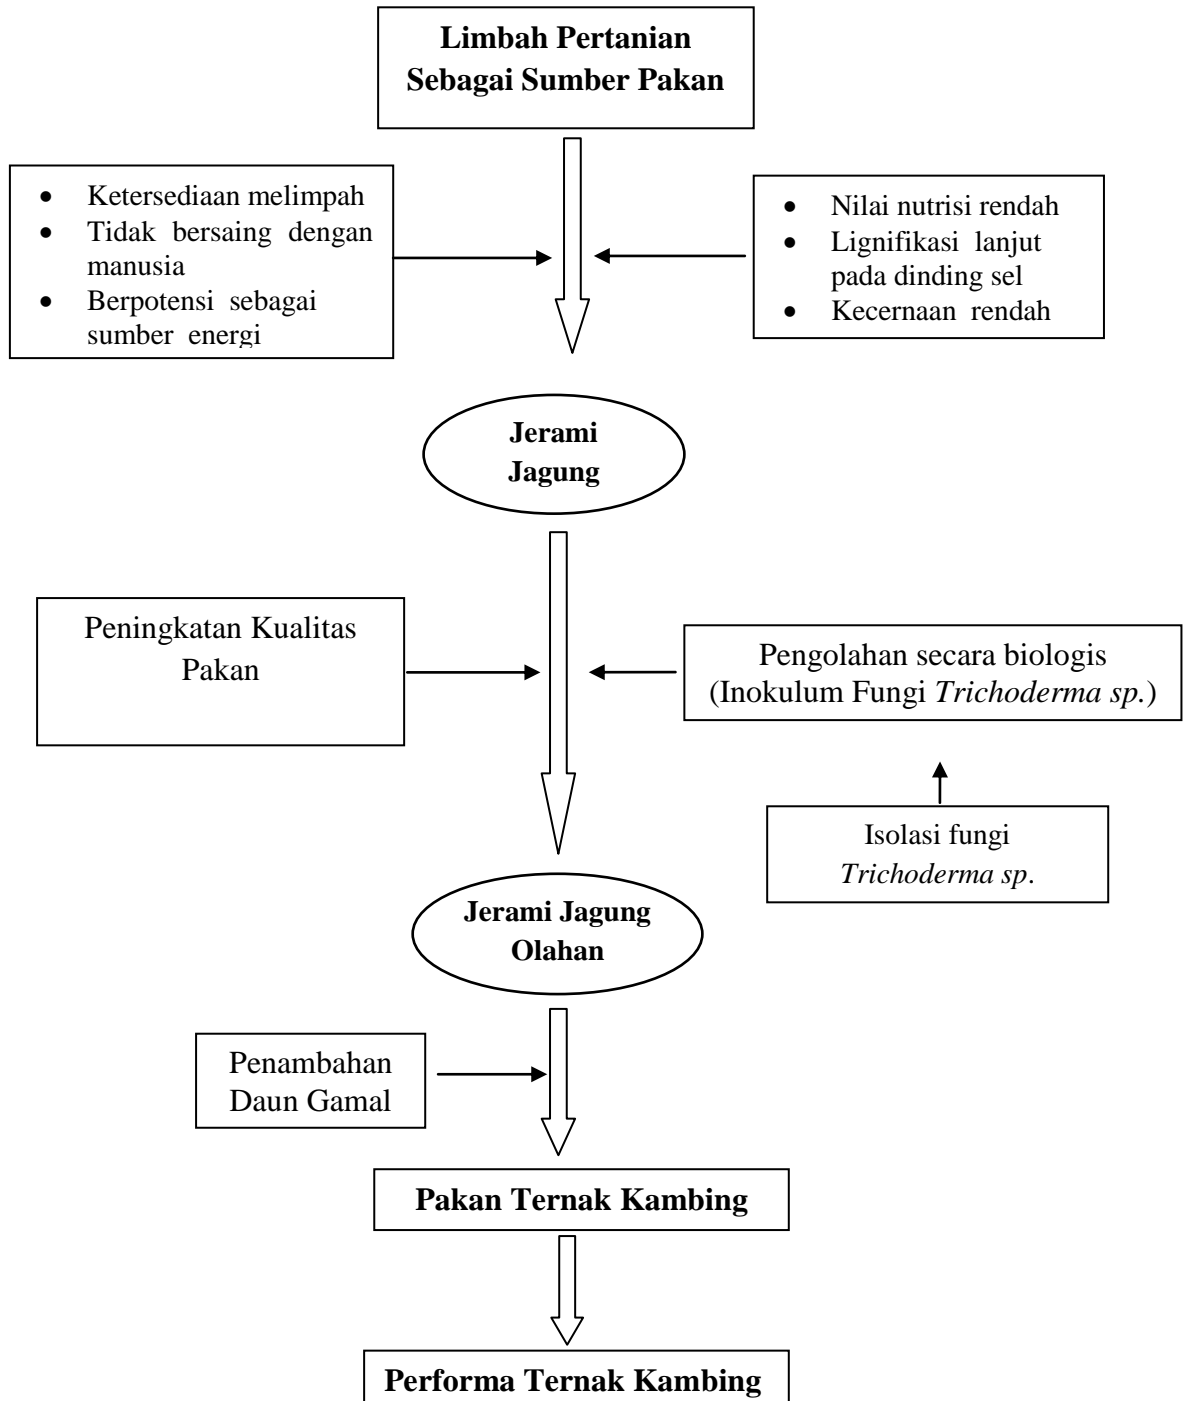 Limbah Pertanian
Sebagai Sumber Pakan
• Ketersediaan melimpah
• Tidak bersaing dengan
manusia
• Berpotensi sebagai
sumber energi
• Nilai nutrisi rendah
• Lignifikasi lanjut
pada dinding sel
• Kecernaan rendah
Jerami
Jagung
Peningkatan Kualitas
Pakan
Pengolahan secara biologis
(Inokulum Fungi Trichoderma sp.)
Isolasi fungi
Trichoderma sp.
Jerami Jagung
Olahan
Penambahan
Daun Gamal
Pakan Ternak Kambing
Performa Ternak Kambing